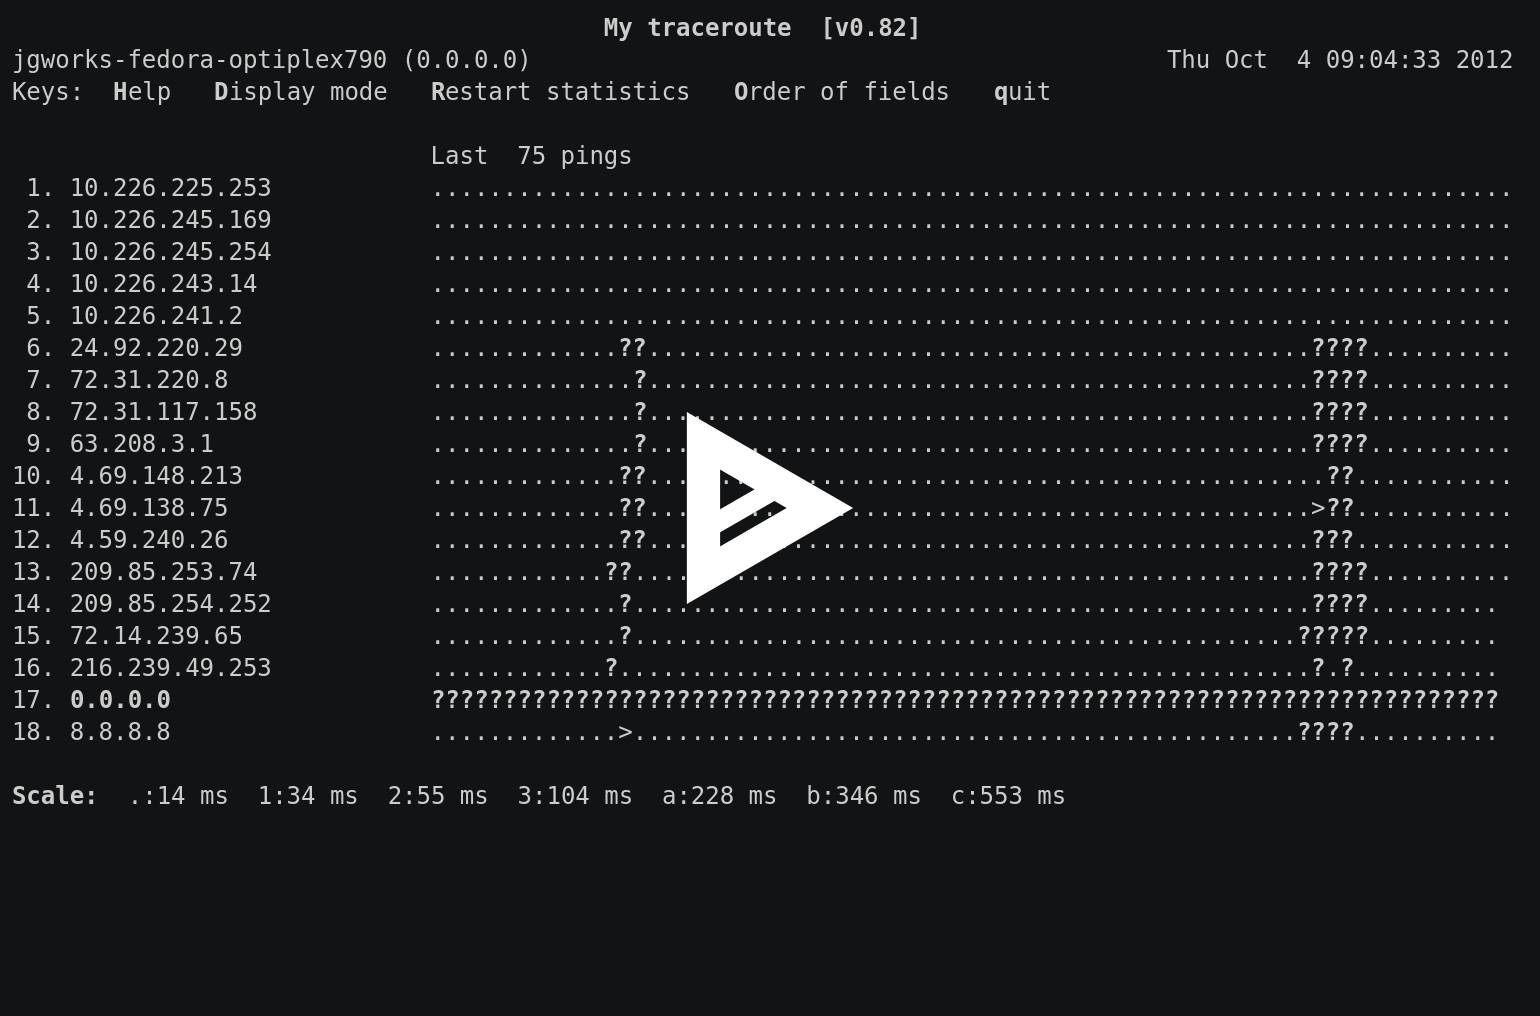 My traceroute  [v0.82]
jgworks-fedora-optiplex790 (0.0.0.0)                                            Thu Oct  4 09:04:33 2012
Keys:  Help   Display mode   Restart statistics   Order of fields   quit
Last  75 pings
 1. 10.226.225.253           ...........................................................................
 2. 10.226.245.169           ...........................................................................
 3. 10.226.245.254           ...........................................................................
 4. 10.226.243.14            ...........................................................................
 5. 10.226.241.2             ...........................................................................
 6. 24.92.220.29             .............??..............................................????..........
 7. 72.31.220.8              ..............?..............................................????..........
 8. 72.31.117.158            ..............?..............................................????..........
 9. 63.208.3.1               ..............?..............................................????..........
10. 4.69.148.213             .............??...............................................??...........
11. 4.69.138.75              .............??..............................................>??...........
12. 4.59.240.26              .............??..............................................???...........
13. 209.85.253.74            ............??...............................................????..........
14. 209.85.254.252           .............?...............................................????.........
15. 72.14.239.65             .............?..............................................?????.........
16. 216.239.49.253           ............?................................................?.?..........
17. 0.0.0.0                  ??????????????????????????????????????????????????????????????????????????
18. 8.8.8.8                  .............>..............................................????..........
Scale:  .:14 ms  1:34 ms  2:55 ms  3:104 ms  a:228 ms  b:346 ms  c:553 ms